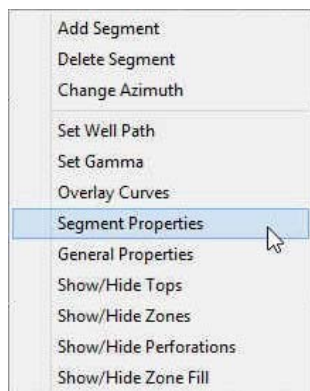 Add Segment
Delete Segment
Change Azimuth
Set Well Path
Set Gamma
Overlay Curves
Segment Properties
General Properties
Show/Hide Tops
Show/Hide Zones
Show/Hide Perforations
Show/Hide Zone Fill